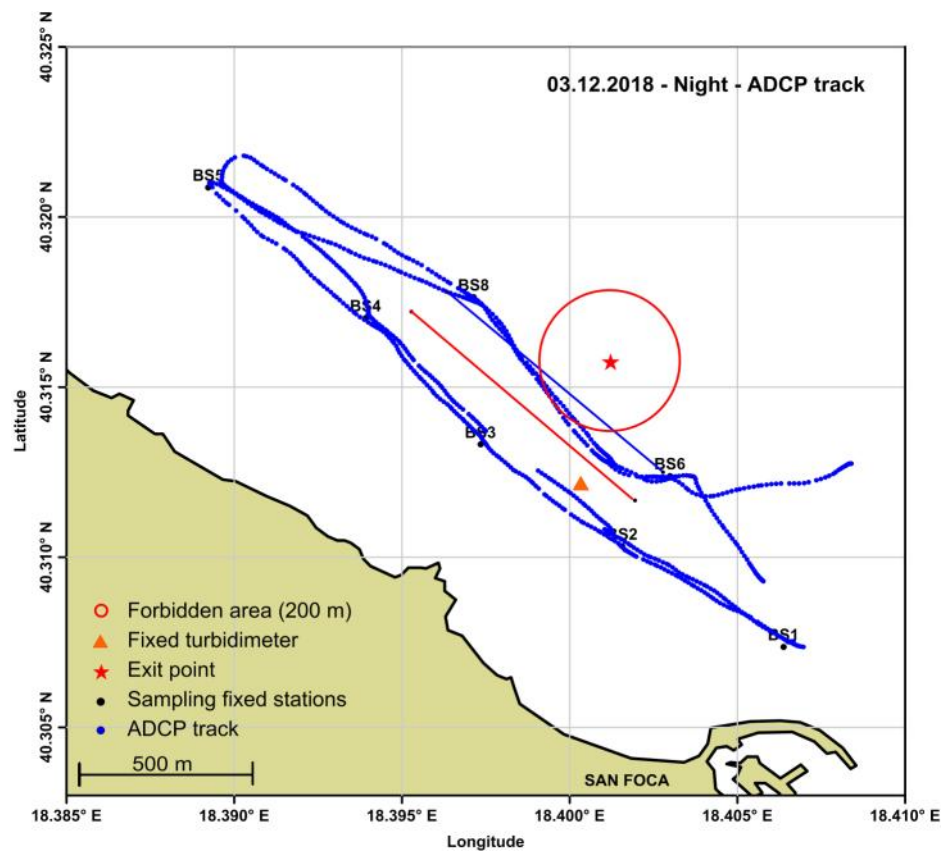 03.12.2018 - Night - ADCP track
40.325° N
40.320° N
40.315° N
40.310° N
40.305° N
Latitude
BS5
BS8
BS4
BS3
BS6
BS2
BS1
Forbidden area (200 m)
Fixed turbidimeter
Exit point
Sampling fixed stations
ADCP track
500 m
SAN FOCA
18.385° E
18.390° E
18.395° E
18.400° E
18.405° E
18.410° E
Longitude